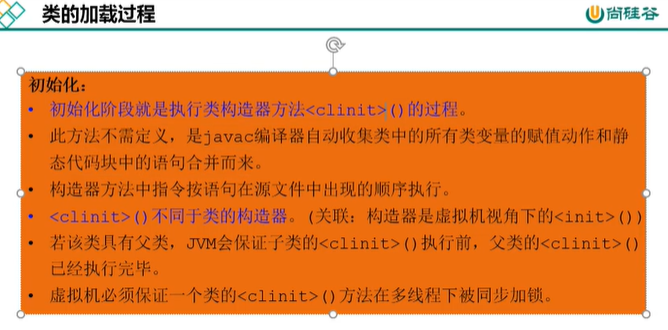 类的加载过程
尚硅谷
初始化：
• 初始化阶段就是执行类构造器方法<clinit>()的过程。
• 此方法不需定义，是javac编译器自动收集类中的所有类变量的赋值动作和静
态代码块中的语句合并而来。
• 构造器方法中指令按语句在源文件中出现的顺序执行。
• <clinit>()不同于类的构造器。(关联：构造器是虚拟机视角下的<init>())
• 若该类具有父类，JVM会保证子类的<clinit>()执行前，父类的<clinit>()
已经执行完毕。
• 虚拟机必须保证一个类的<clinit>()方法在多线程下被同步加锁。